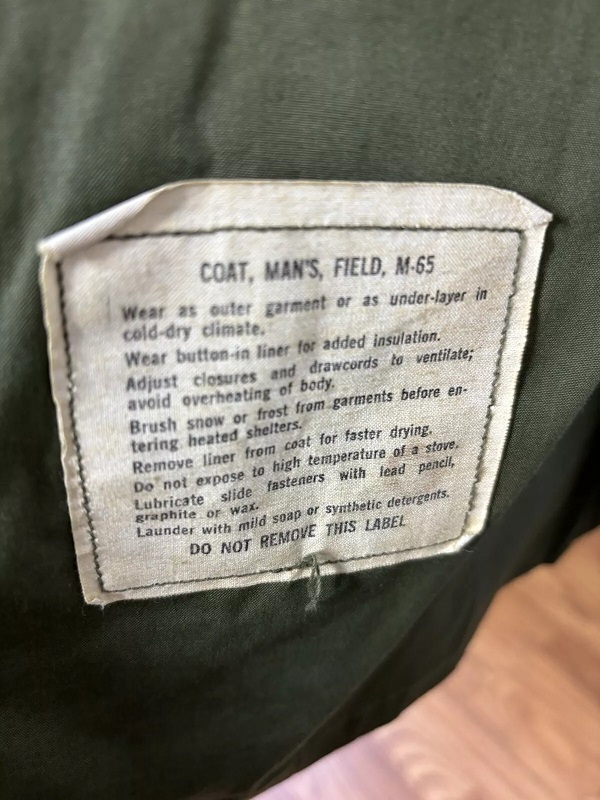 COAT, MAN'S, FIELD, M-65
Wear as outer garment or as under-layer in
cold-dry climate.
Wear button-in liner for added insulation.
Adjust closures and drawcords to ventilate;
avoid overheating of body.
Brush snow or frost from garments before en-
tering heated shelters.
Remove liner from coat for faster drying.
Do not expose to high temperature of a stove.
Lubricate slide fasteners with lead pencil,
graphite or wax.
Launder with mild soap or synthetic detergents.
DO NOT REMOVE THIS LABEL